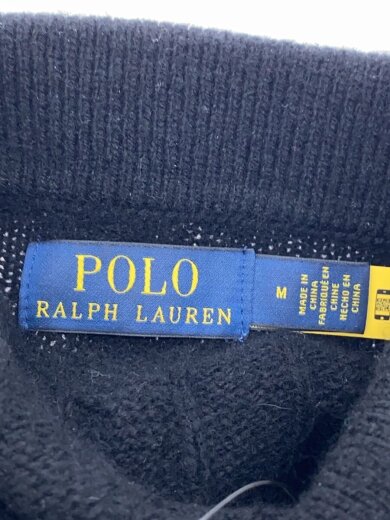 POLO
RALPH LAUREN
M
MADE IN
CHINA
FABRIQUÉ EN
CHINE
HECHO EN
CHINA